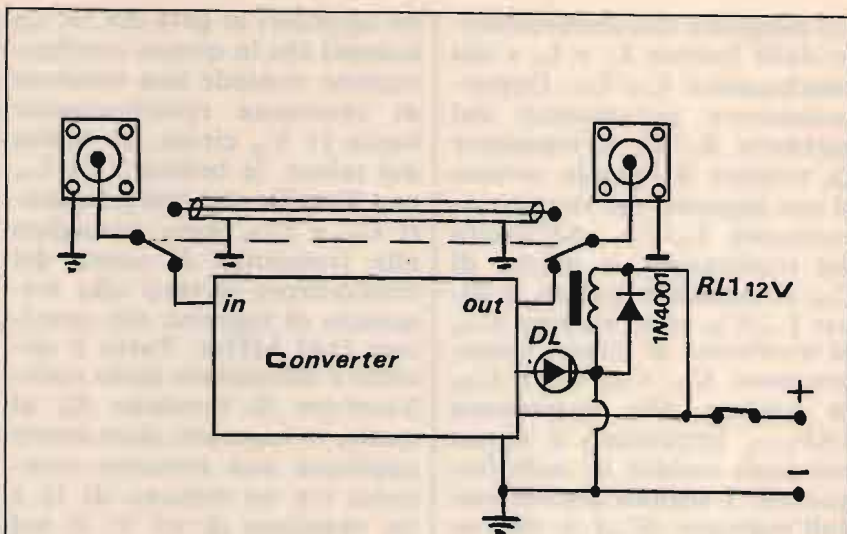 in
out
RL1 12V
1N4001
DL
Converter
+
−